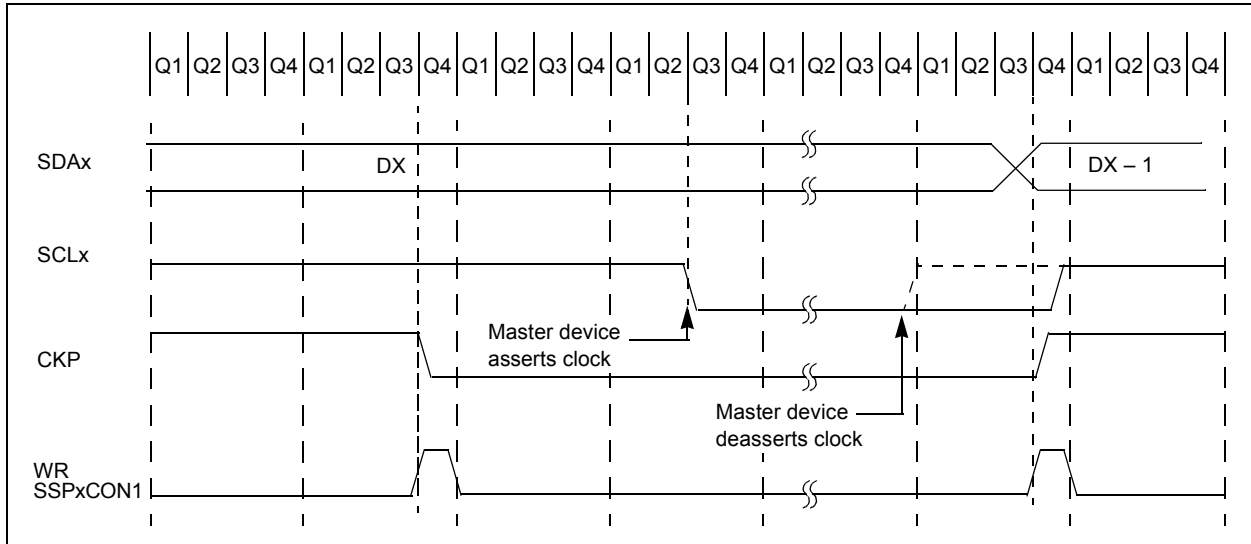 Q1 Q2 Q3 Q4 Q1 Q2 Q3 Q4 Q1 Q2 Q3 Q4 Q1 Q2 Q3 Q4 Q1 Q2 Q3 Q4 Q1 Q2 Q3 Q4 Q1 Q2 Q3 Q4
SDAx
DX
DX – 1
SCLx
Master device
asserts clock
CKP
Master device
deasserts clock
WR
SSPxCON1